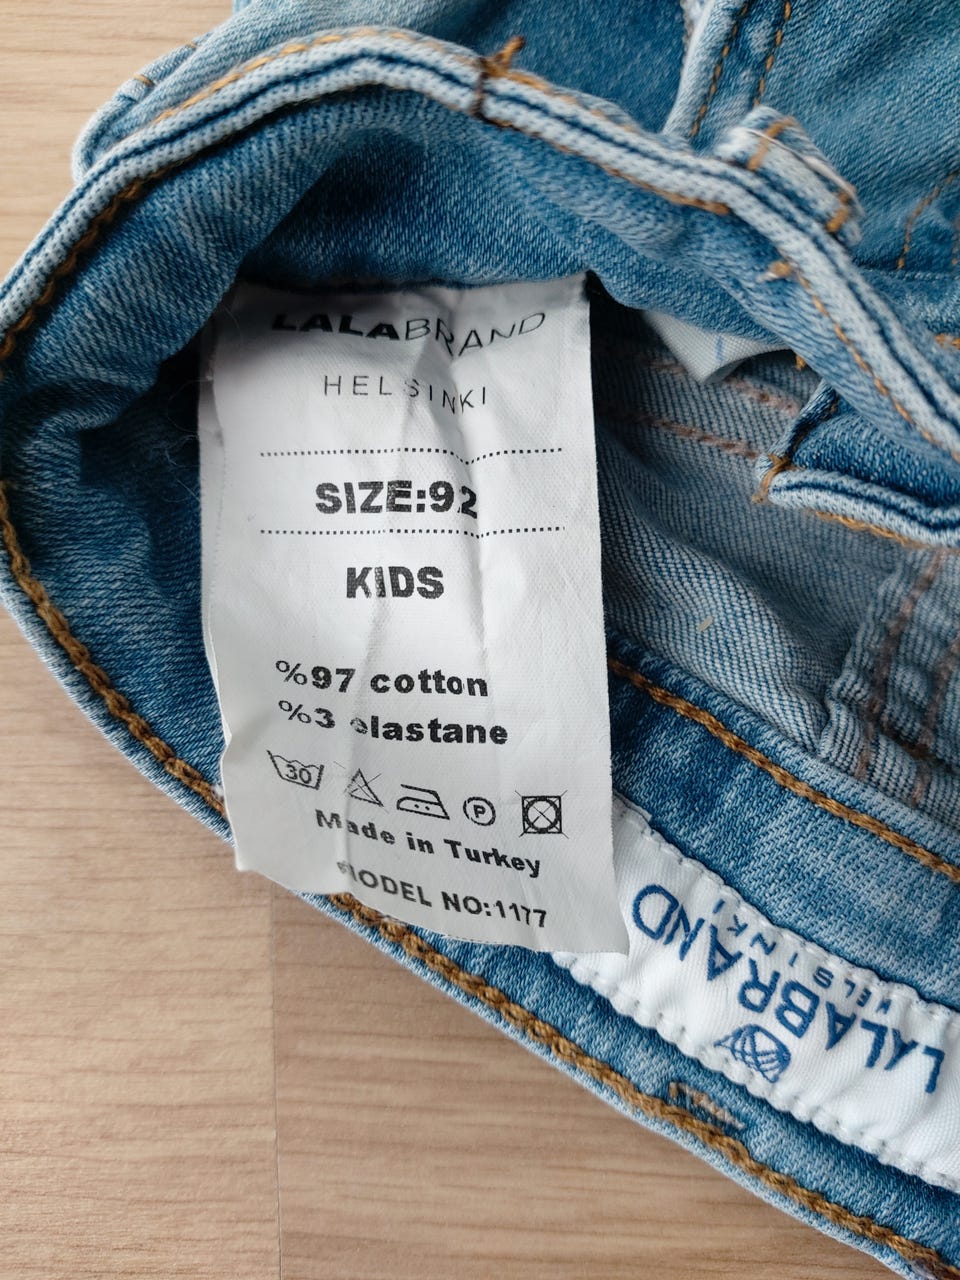 LALABRAND
HELSINKI
SIZE:92
KIDS
%97 cotton
%3 elastane
30
P
Made in Turkey
MODEL NO:1177
LALABRAND
HELSINKI